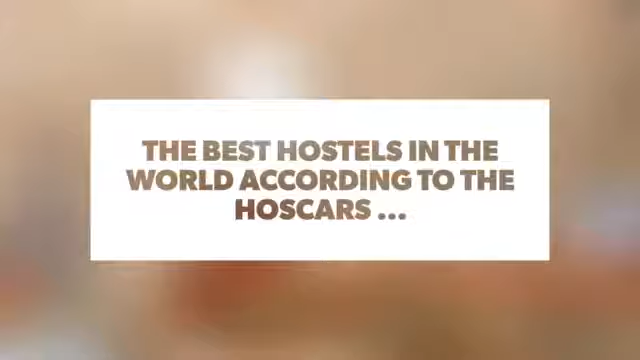 THE BEST HOSTELS IN THE
WORLD ACCORDING TO THE
HOSCARS ...